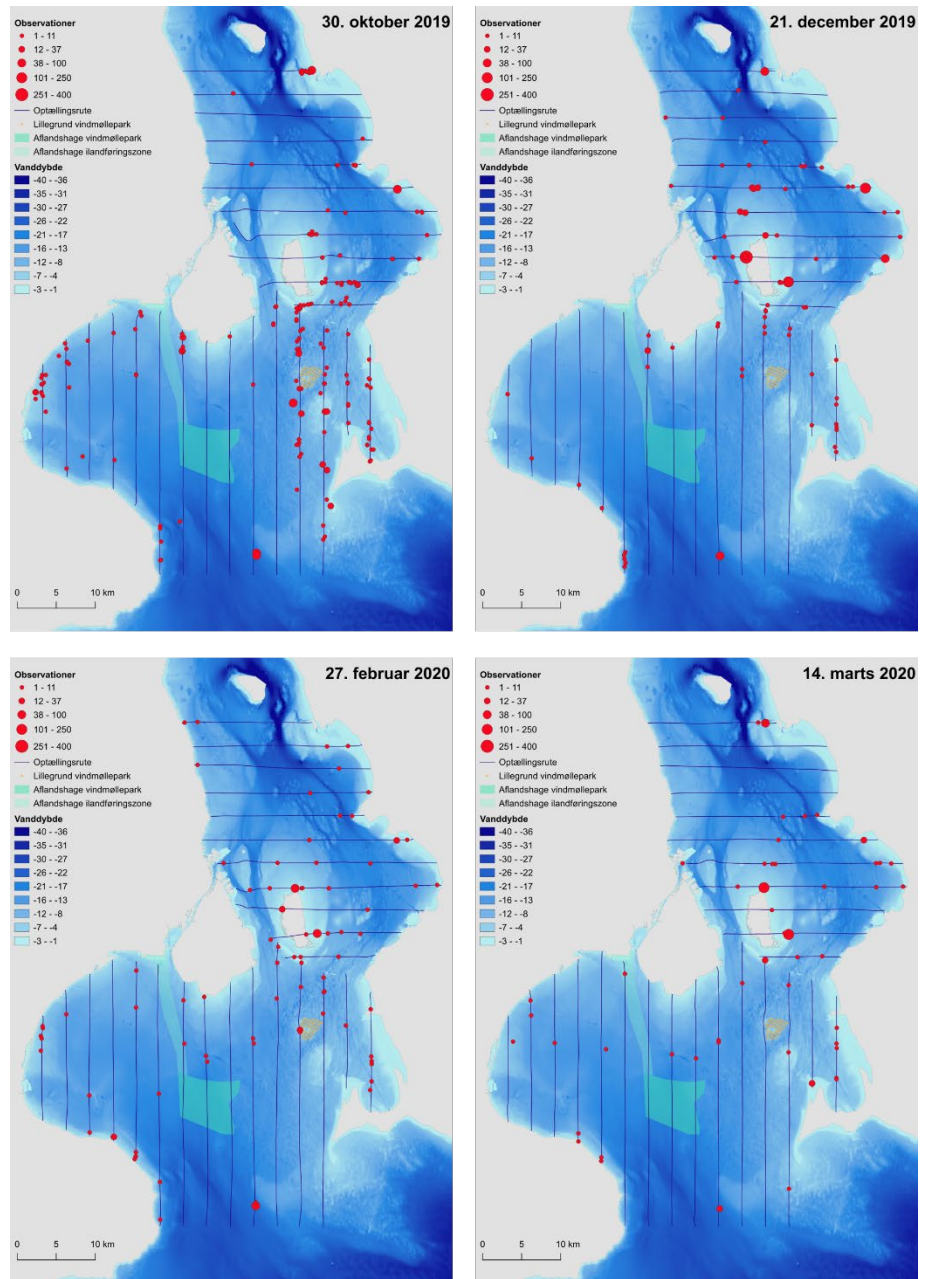 30. oktober 2019
Observationer
1 - 11
12 - 37
38 - 100
101 - 250
251 - 400
Optællingsrute
Lillegrund vindmøllepark
Aflandshage vindmøllepark
Aflandshage ilandføringszone
Vanddybde
-40 - -36
-35 - -31
-30 - -27
-26 - -22
-21 - -17
-16 - -13
-12 - -8
-7 - -4
-3 - -1
0 5 10 km
21. december 2019
Observationer
1 - 11
12 - 37
38 - 100
101 - 250
251 - 400
Optællingsrute
Lillegrund vindmøllepark
Aflandshage vindmøllepark
Aflandshage ilandføringszone
Vanddybde
-40 - -36
-35 - -31
-30 - -27
-26 - -22
-21 - -17
-16 - -13
-12 - -8
-7 - -4
-3 - -1
0 5 10 km
27. februar 2020
Observationer
1 - 11
12 - 37
38 - 100
101 - 250
251 - 400
Optællingsrute
Lillegrund vindmøllepark
Aflandshage vindmøllepark
Aflandshage ilandføringszone
Vanddybde
-40 - -36
-35 - -31
-30 - -27
-26 - -22
-21 - -17
-16 - -13
-12 - -8
-7 - -4
-3 - -1
0 5 10 km
14. marts 2020
Observationer
1 - 11
12 - 37
38 - 100
101 - 250
251 - 400
Optællingsrute
Lillegrund vindmøllepark
Aflandshage vindmøllepark
Aflandshage ilandføringszone
Vanddybde
-40 - -36
-35 - -31
-30 - -27
-26 - -22
-21 - -17
-16 - -13
-12 - -8
-7 - -4
-3 - -1
0 5 10 km